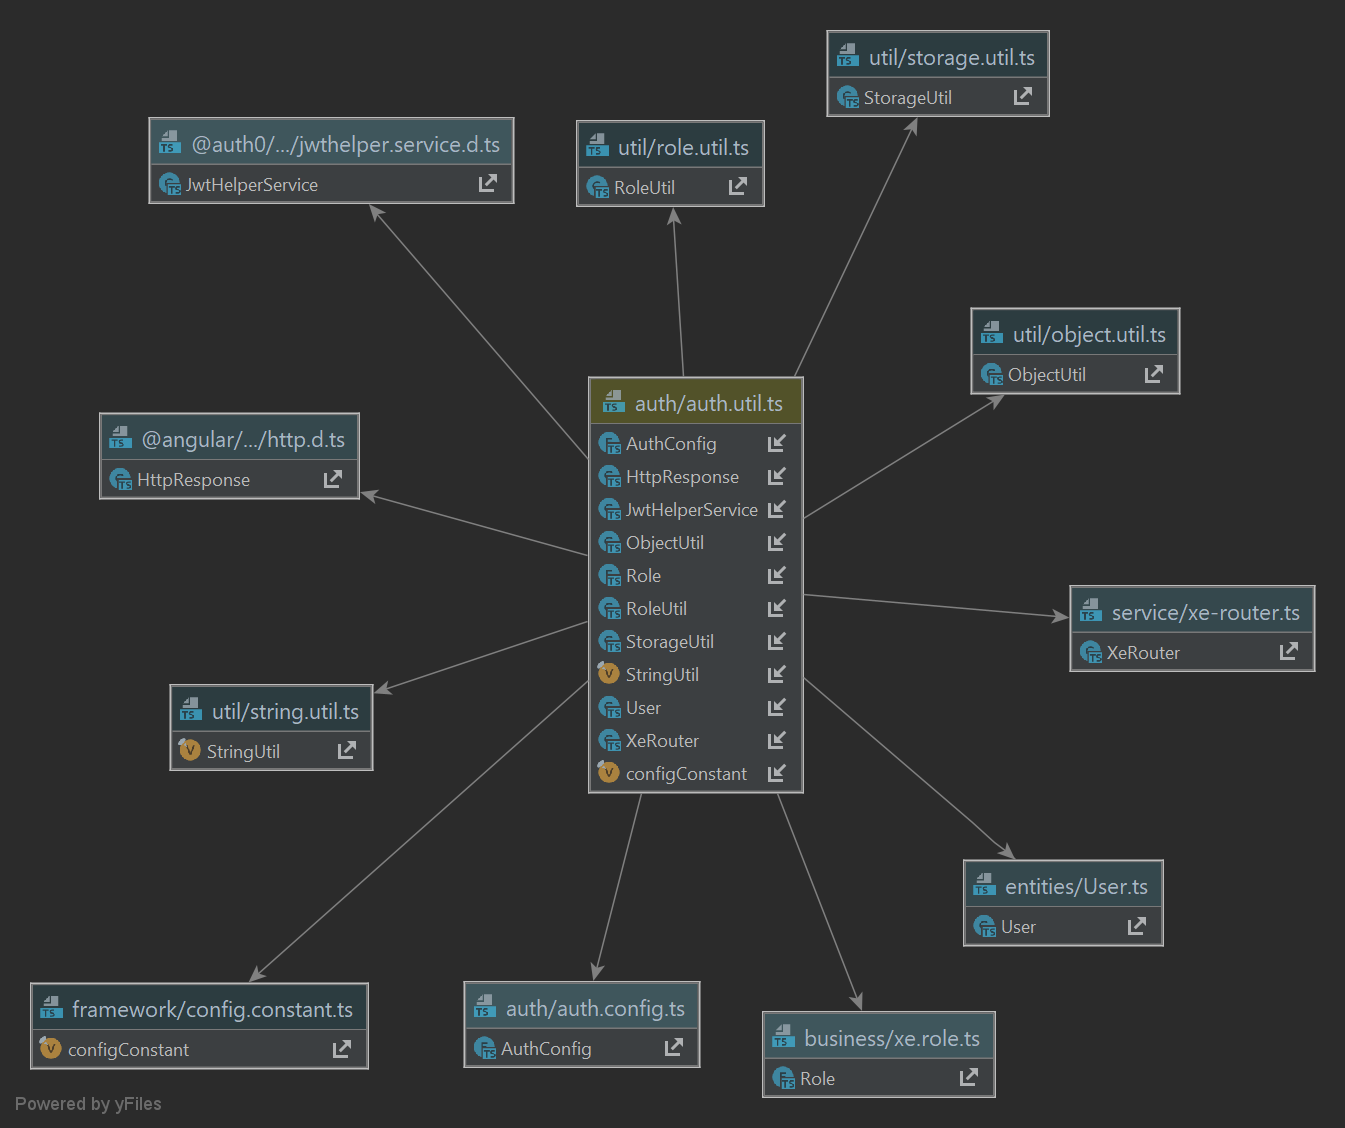 util/storage.util.ts
StorageUtil
@auth0/.../jwthelper.service.d.ts
JwtHelperService
util/role.util.ts
RoleUtil
util/object.util.ts
ObjectUtil
auth/auth.util.ts
AuthConfig
HttpResponse
JwtHelperService
ObjectUtil
Role
RoleUtil
StorageUtil
StringUtil
User
XeRouter
configConstant
@angular/.../http.d.ts
HttpResponse
service/xe-router.ts
XeRouter
util/string.util.ts
StringUtil
entities/User.ts
User
framework/config.constant.ts
configConstant
auth/auth.config.ts
AuthConfig
business/xe.role.ts
Role
Powered by yFiles